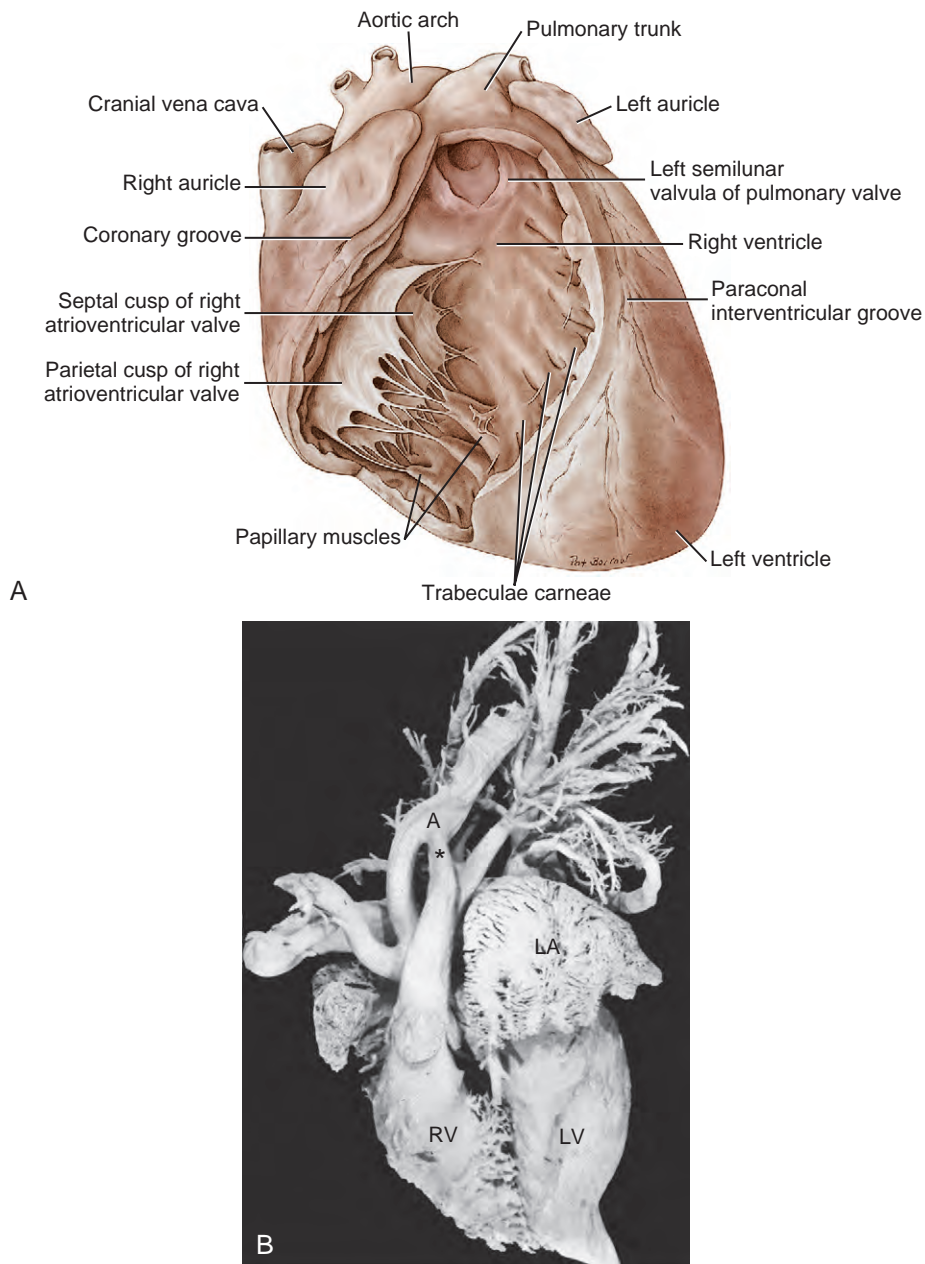 Aortic arch
Pulmonary trunk
Cranial vena cava
Left auricle
Right auricle
Left semilunar
valvula of pulmonary valve
Coronary groove
Right ventricle
Septal cusp of right
atrioventricular valve
Paraconal
interventricular groove
Parietal cusp of right
atrioventricular valve
Papillary muscles
Left ventricle
Trabeculae carneae
A
A
*
LA
RV
LV
B